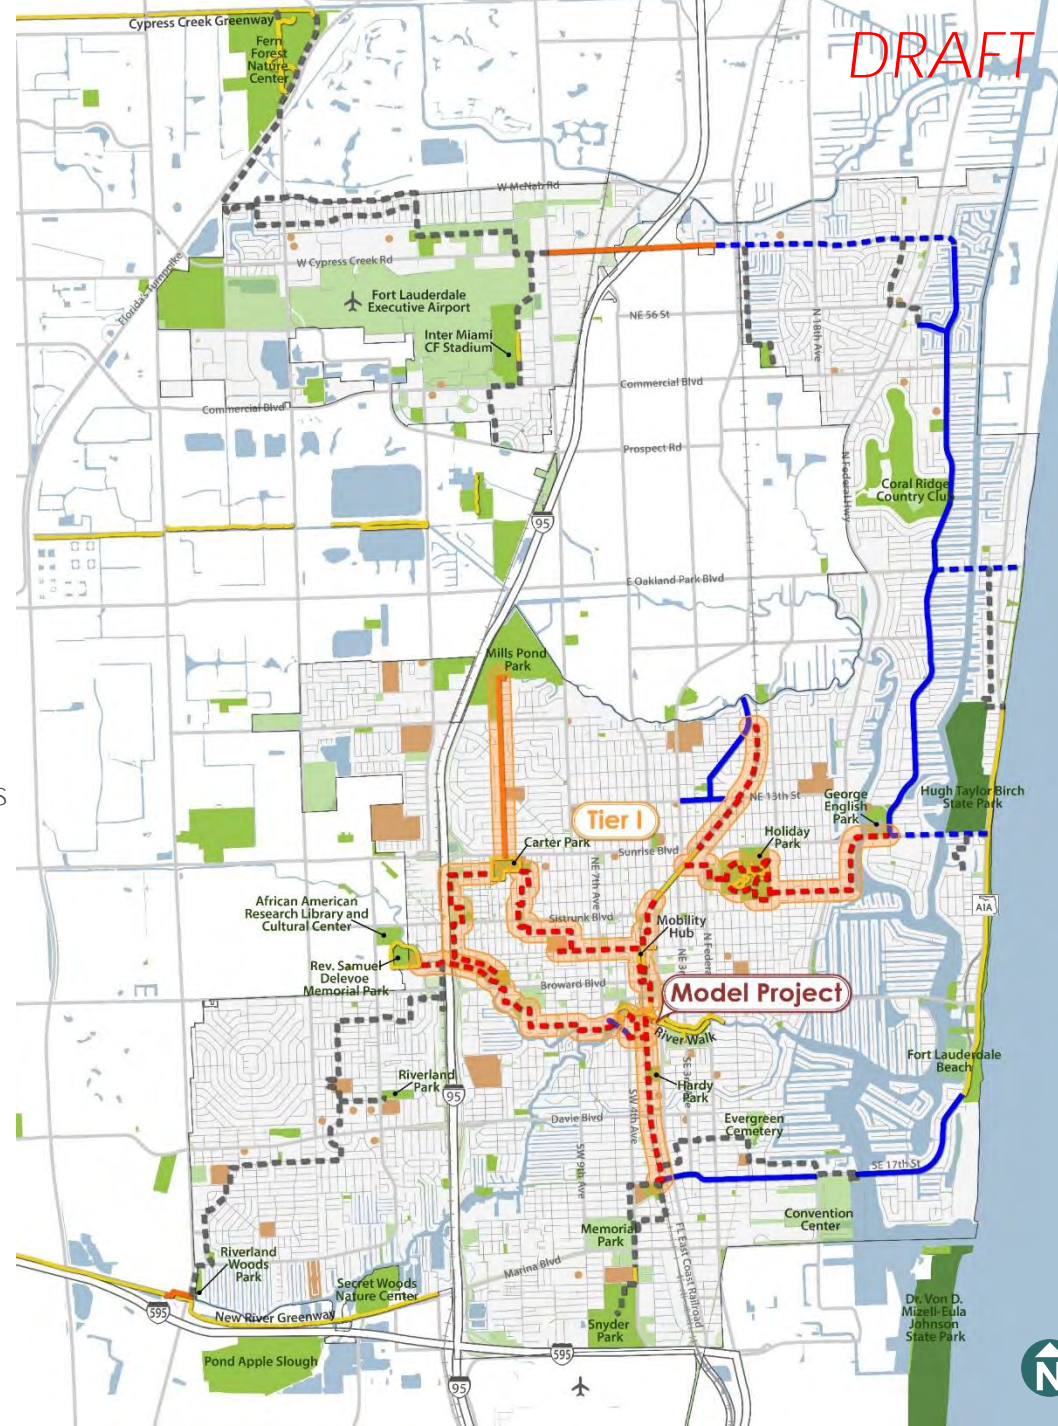 DRAFT
Cypress Creek Greenway
Fern
Forest
Nature
Center
W McNab Rd
W Cypress Creek Rd
Florida's Turnpike
Fort Lauderdale
Executive Airport
NE 56 St
N 18th Ave
Inter Miami
CF Stadium
Commercial Blvd
Commercial Blvd
Prospect Rd
N Federal Hwy
Coral Ridge
Country Clu
95
E Oakland Park Blvd
Mills Pond
Park
S
George
English
Park
Hugh Taylor Birch
State Park
NE 13th St
Tier I
Holiday
Park
Carter Park
Sunrise Blvd
NE 7th Ave
African American
Research Library and
Cultural Center
Sistrunk Blvd
Mobility
Hub
A1A
N Federa
NE 3
Rev. Samuel
Delevoe
Memorial Park
Broward Blvd
Model Project
River Walk
Fort Lauderdale
Beach
Riverland
Park
Hardy
Park
SE 3
95
SW 4th Ave
Davie Blvd
Evergreen
Cemetery
SW 9th Ave
SE 17th St
Convention
Center
Memorial
Park
FL East Coast Railroad
Riverland
Woods
Park
Marina Blvd
Secret Woods
Nature Center
595
New River Greenway
Dr. Von D.
Mizell-Eula
Johnson
State Park
Snyder
Park
595
Pond Apple Slough
95
N